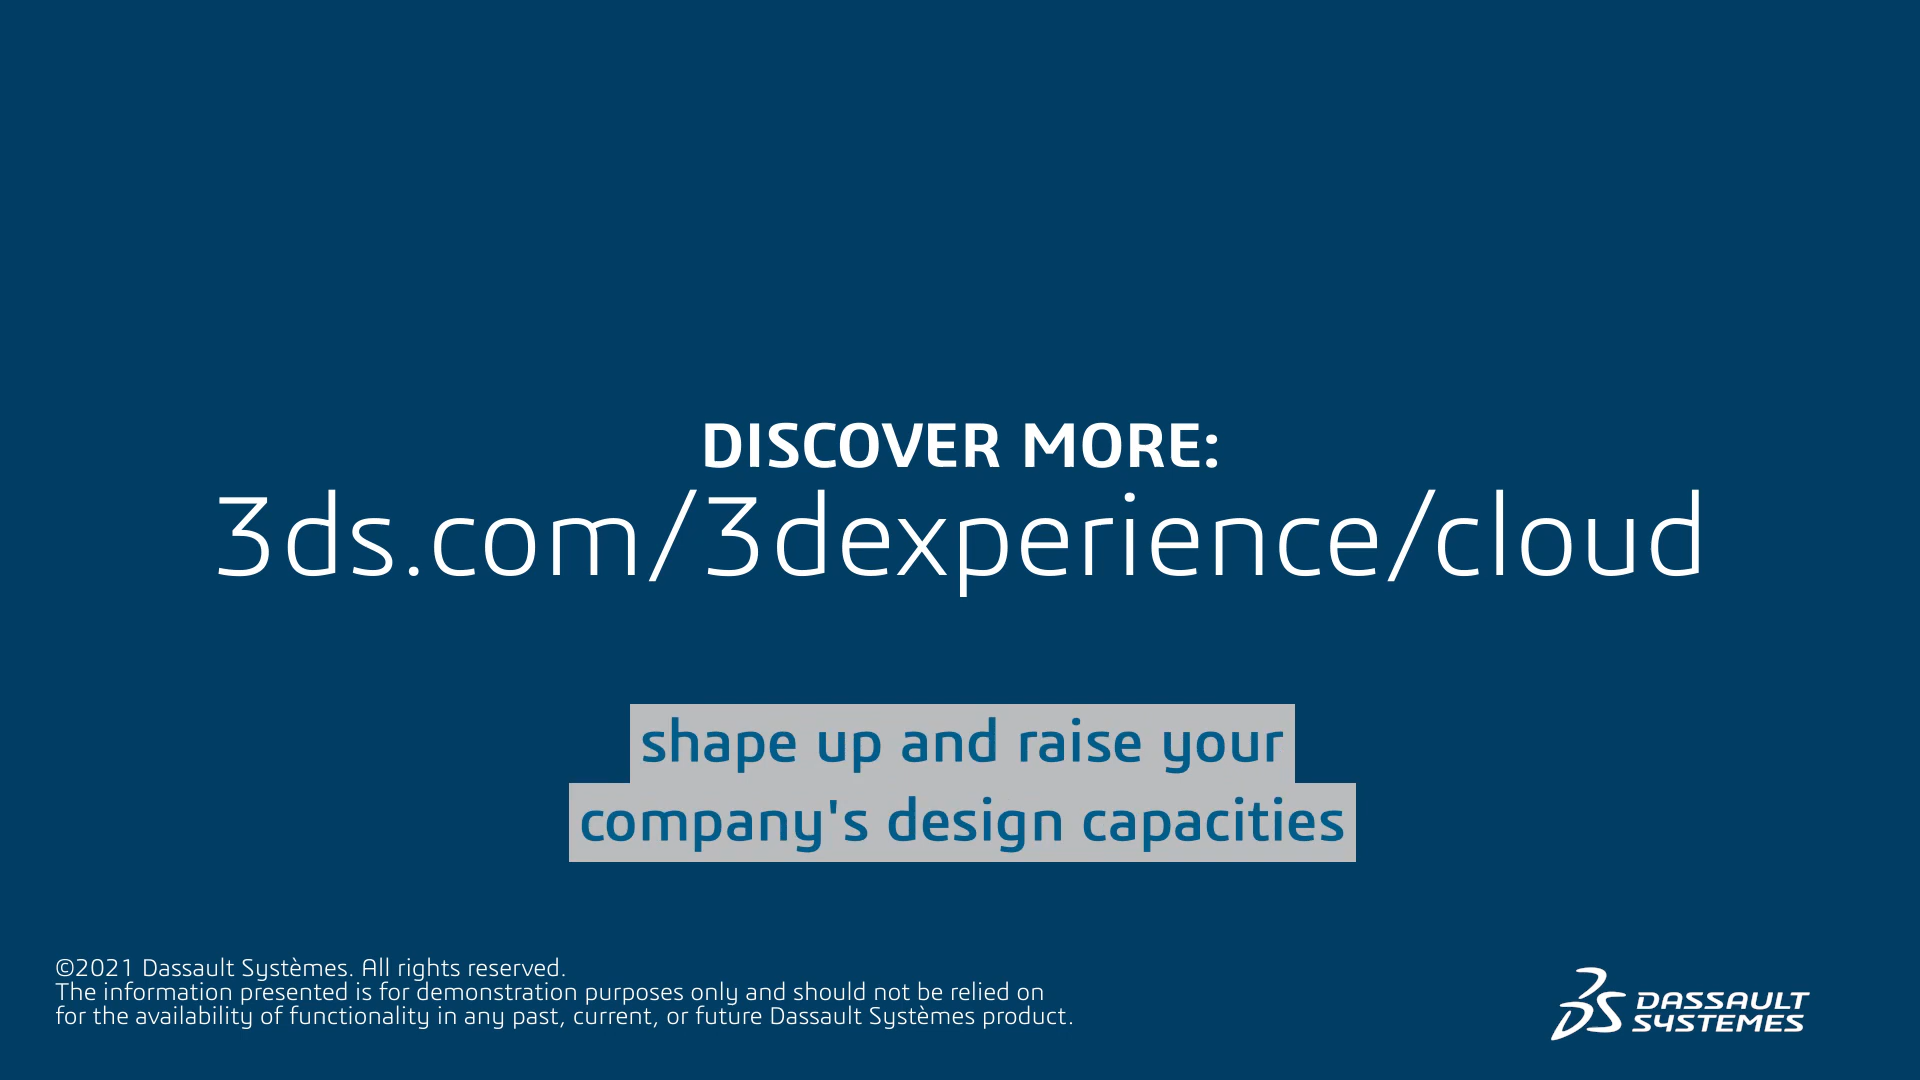 DISCOVER MORE:
3ds.com/3dexperience/cloud
shape up and raise your
company's design capacities
©2021 Dassault Systèmes. All rights reserved.
The information presented is for demonstration purposes only and should not be relied on
for the availability of functionality in any past, current, or future Dassault Systèmes product.
3DS DASSAULT
SYSTEMES